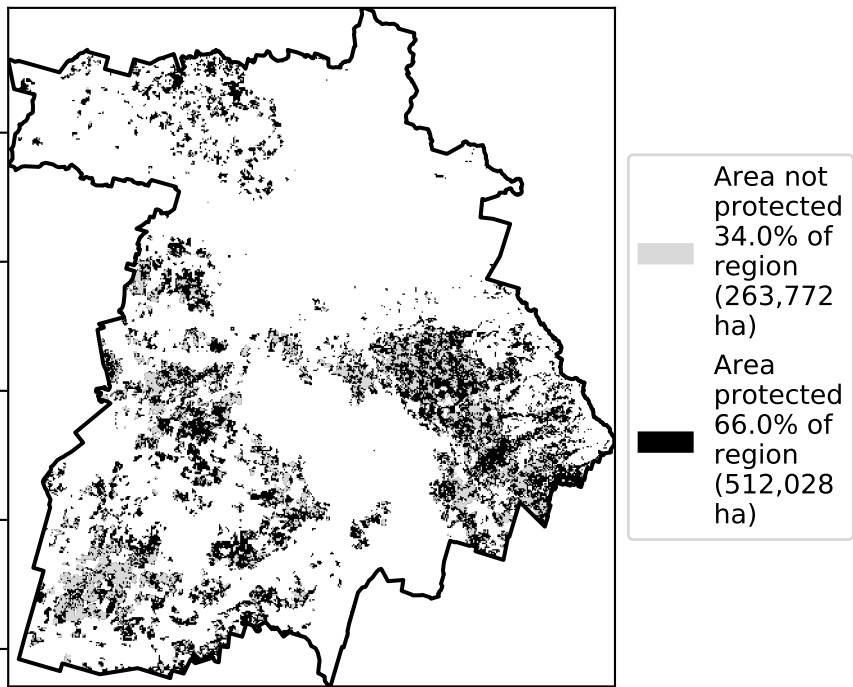 Area not
protected
34.0% of
region
(263,772
ha)
Area
protected
66.0% of
region
(512,028
ha)